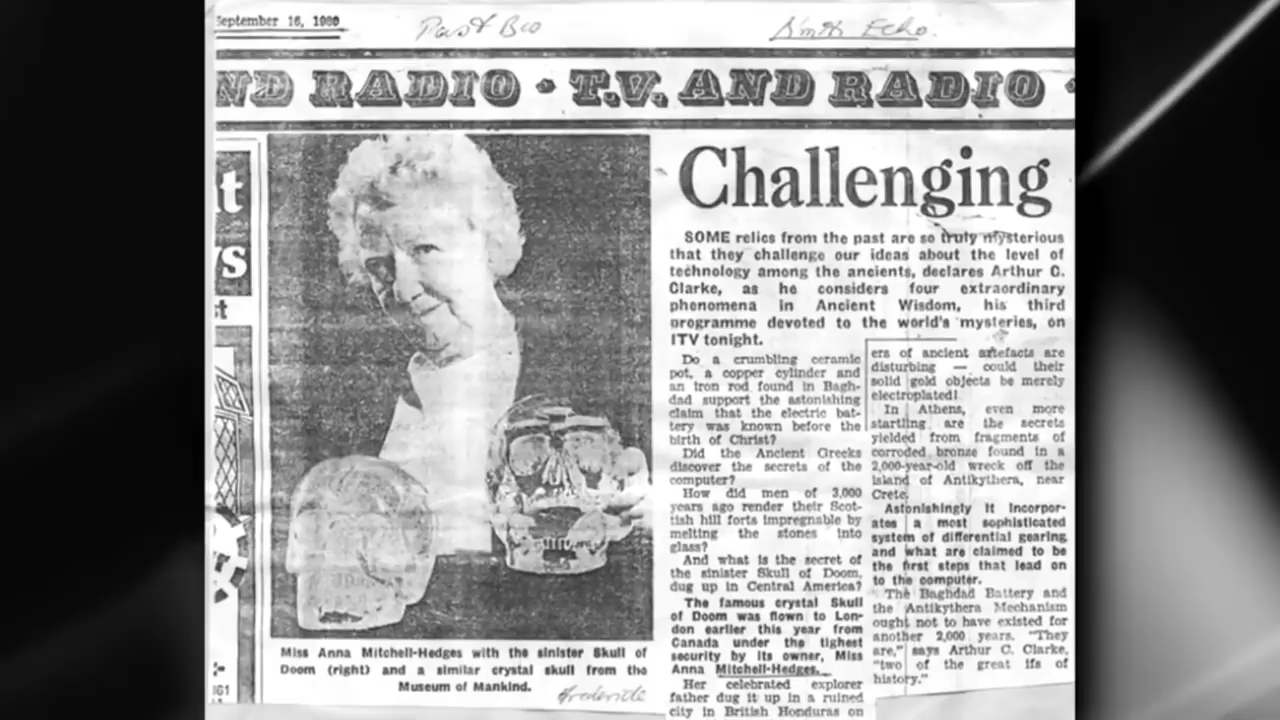 September 16, 1980
Past Bio
Echo.
ND RADIO • T.V. AND RADIO •
t
ys
st
Challenging
SOME relics from the past are so truly mysterious
that they challenge our ideas about the level of
technology among the ancients, declares Arthur C.
Clarke, as he considers four extraordinary
phenomena in Ancient Wisdom, his third
programme devoted to the world's mysteries, on
ITV tonight.
Do a crumbling ceramic
pot, a copper cylinder and
an iron rod found in Bagh-
dad support the astonishing
claim that the electric bat-
tery was known before the
birth of Christ?
Did the Ancient Greeks
discover the secrets of the
computer?
How did men of 3,000
years ago render their Scot-
tish hill forts impregnable by
melting the stones into
glass?
And what is the secret of
the sinister Skull of Doom,
dug up in Central America?
The famous crystal Skull
of Doom was flown to Lon-
don earlier this year from
Canada under the tightest
security by its owner, Miss
Anna Mitchell-Hedges.
Her celebrated explorer
father dug it up in a ruined
city in British Honduras on
ers of ancient artefacts are
disturbing — could their
solid gold objects be merely
electroplated!
In Athens, even more
startling are the secrets
yielded from fragments of
corroded bronze found in a
2,000-year-old wreck off the
island of Antikythera, near
Crete.
Astonishingly it incorpor-
ates a most sophisticated
system of differential gearing
and what are claimed to be
the first steps that lead on
to the computer.
The Baghdad Battery and
the Antikythera Mechanism
ought not to have existed for
another 2,000 years. "They
are," says Arthur C. Clarke,
"two of the great ifs of
history."
Miss Anna Mitchell-Hedges with the sinister Skull of
Doom (right) and a similar crystal skull from the
Museum of Mankind.
Frederick